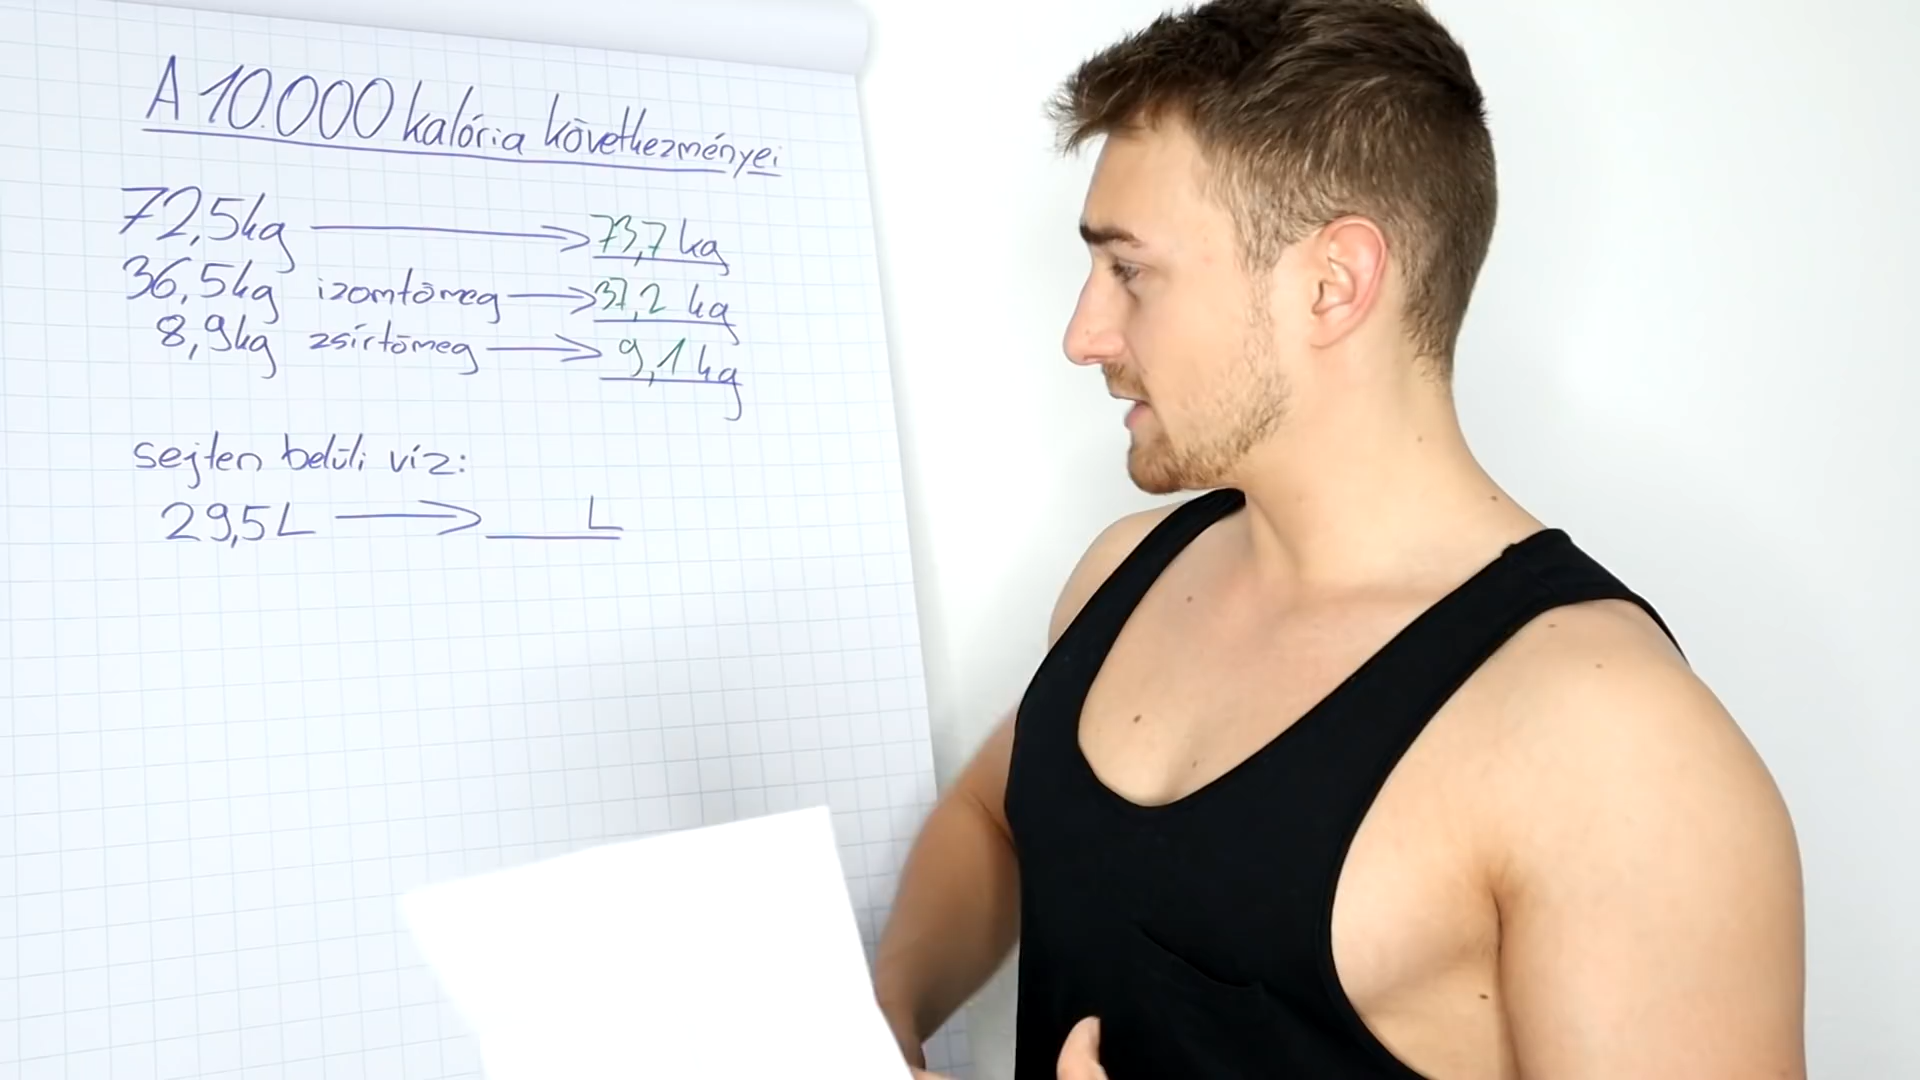 A 10.000 kalória következményei
72,5kg → 73,7 kg
36,5kg izomtömeg → 37,2 kg
8,9kg zsírtömeg → 9,1 kg
sejten belüli víz:
29,5L → ___ L